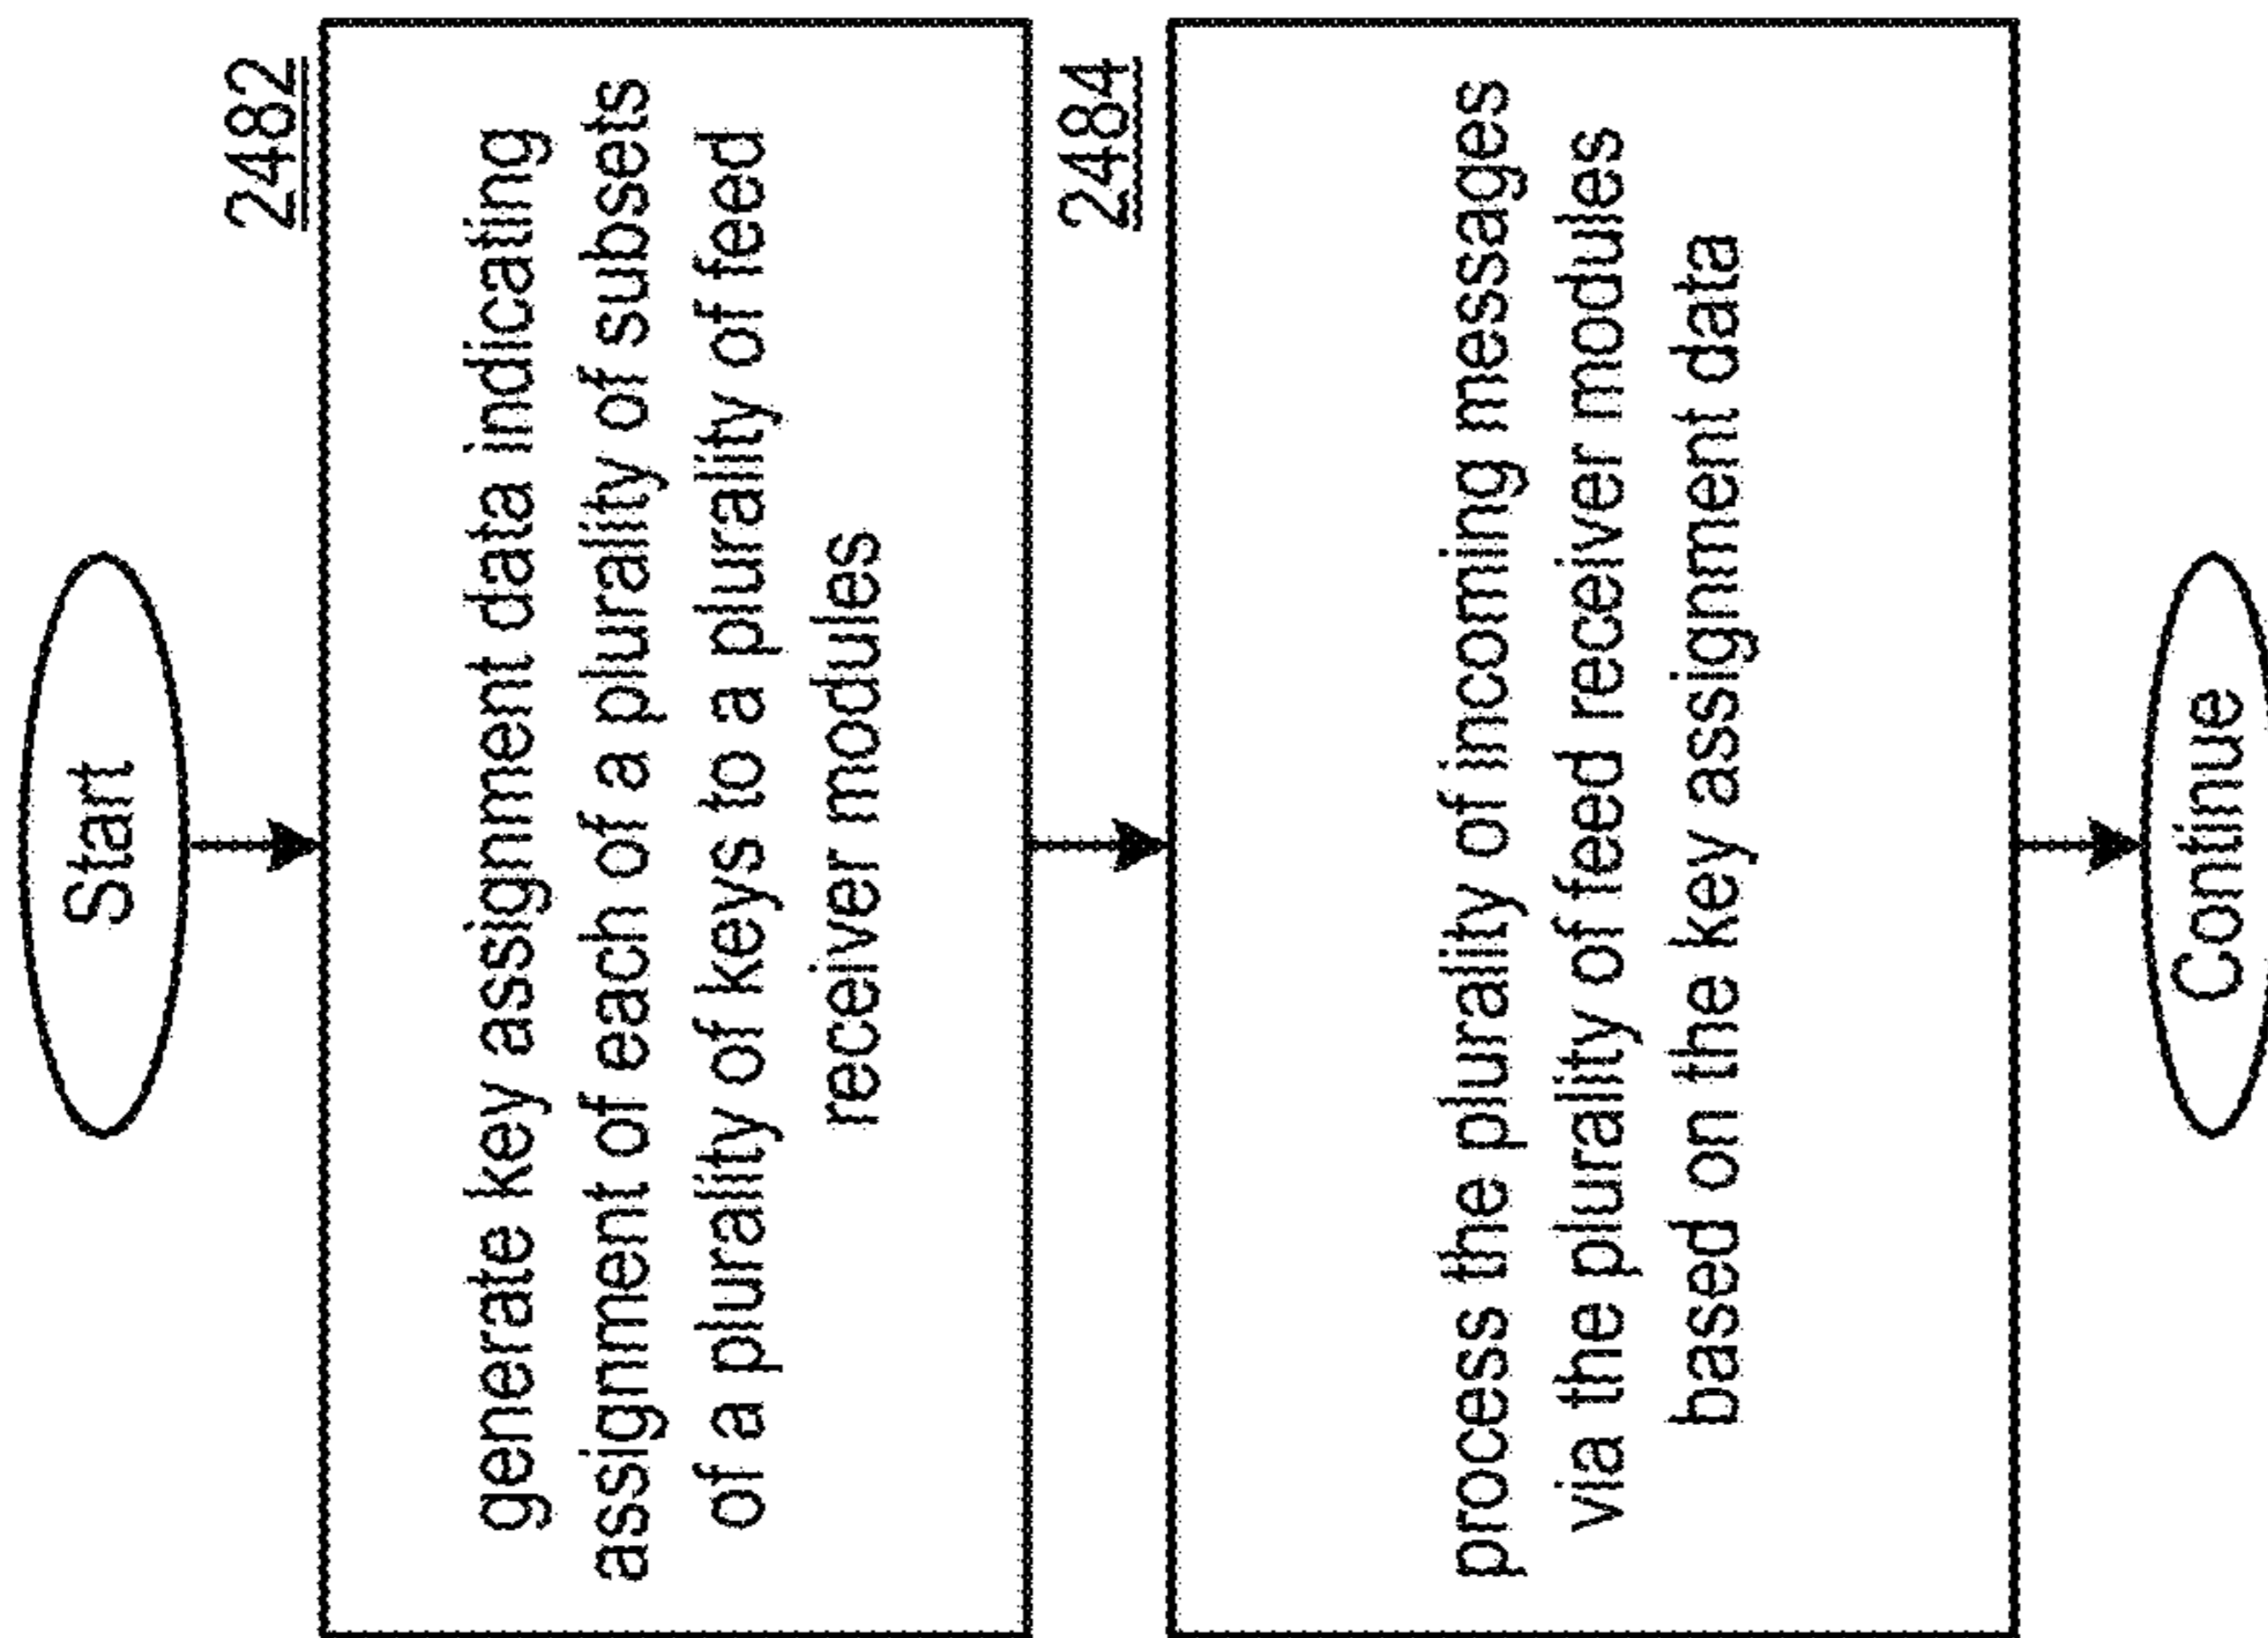 Start
2482
generate key assignment data indicating
assignment of each of a plurality of subsets
of a plurality of keys to a plurality of feed
receiver modules
2484
process the plurality of incoming messages
via the plurality of feed receiver modules
based on the key assignment data
Continue